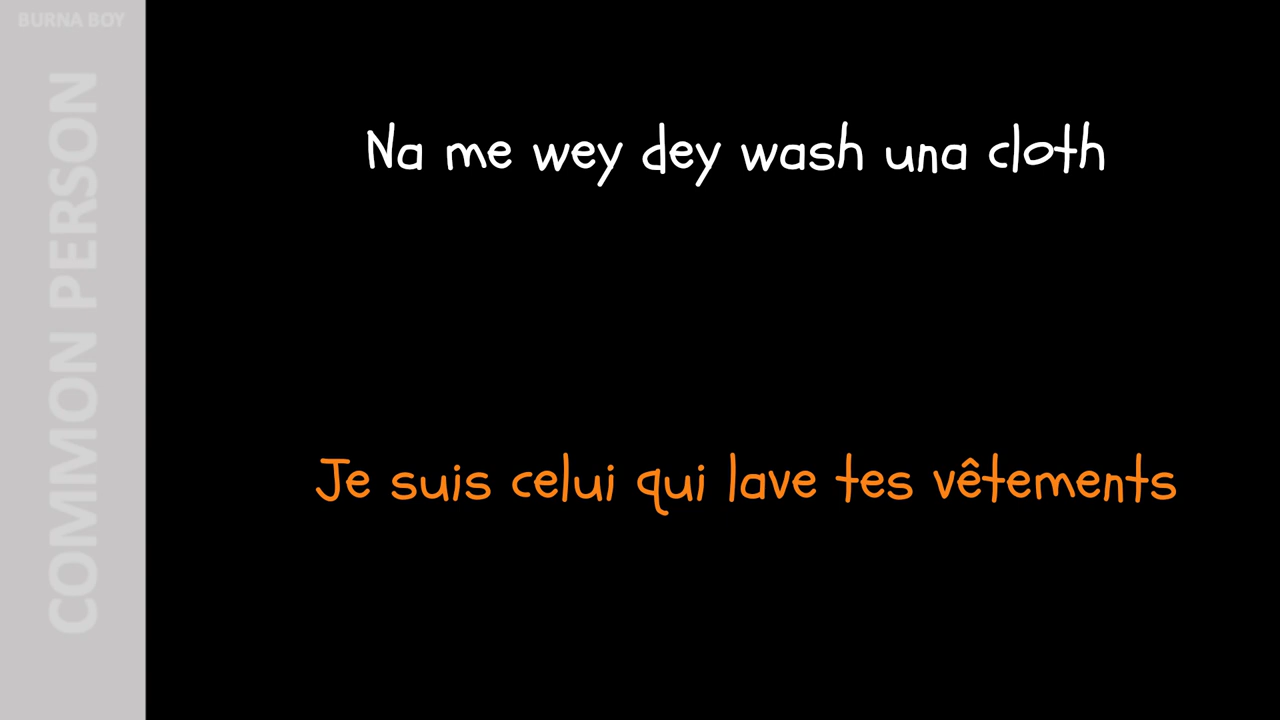 BURNA BOY
COMMON PERSON
Na me wey dey wash una cloth
Je suis celui qui lave tes vêtements